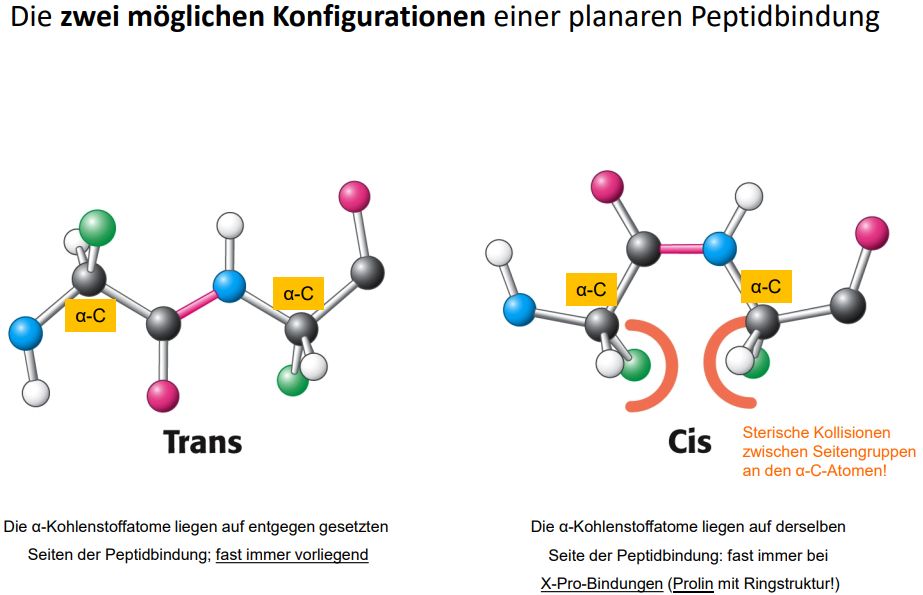 Die zwei möglichen Konfigurationen einer planaren Peptidbindung
α-C
α-C
Trans
Die α-Kohlenstoffatome liegen auf entgegen gesetzten
Seiten der Peptidbindung; fast immer vorliegend
α-C
α-C
Cis
Sterische Kollisionen
zwischen Seitengruppen
an den α-C-Atomen!
Die α-Kohlenstoffatome liegen auf derselben
Seite der Peptidbindung: fast immer bei
X-Pro-Bindungen (Prolin mit Ringstruktur!)